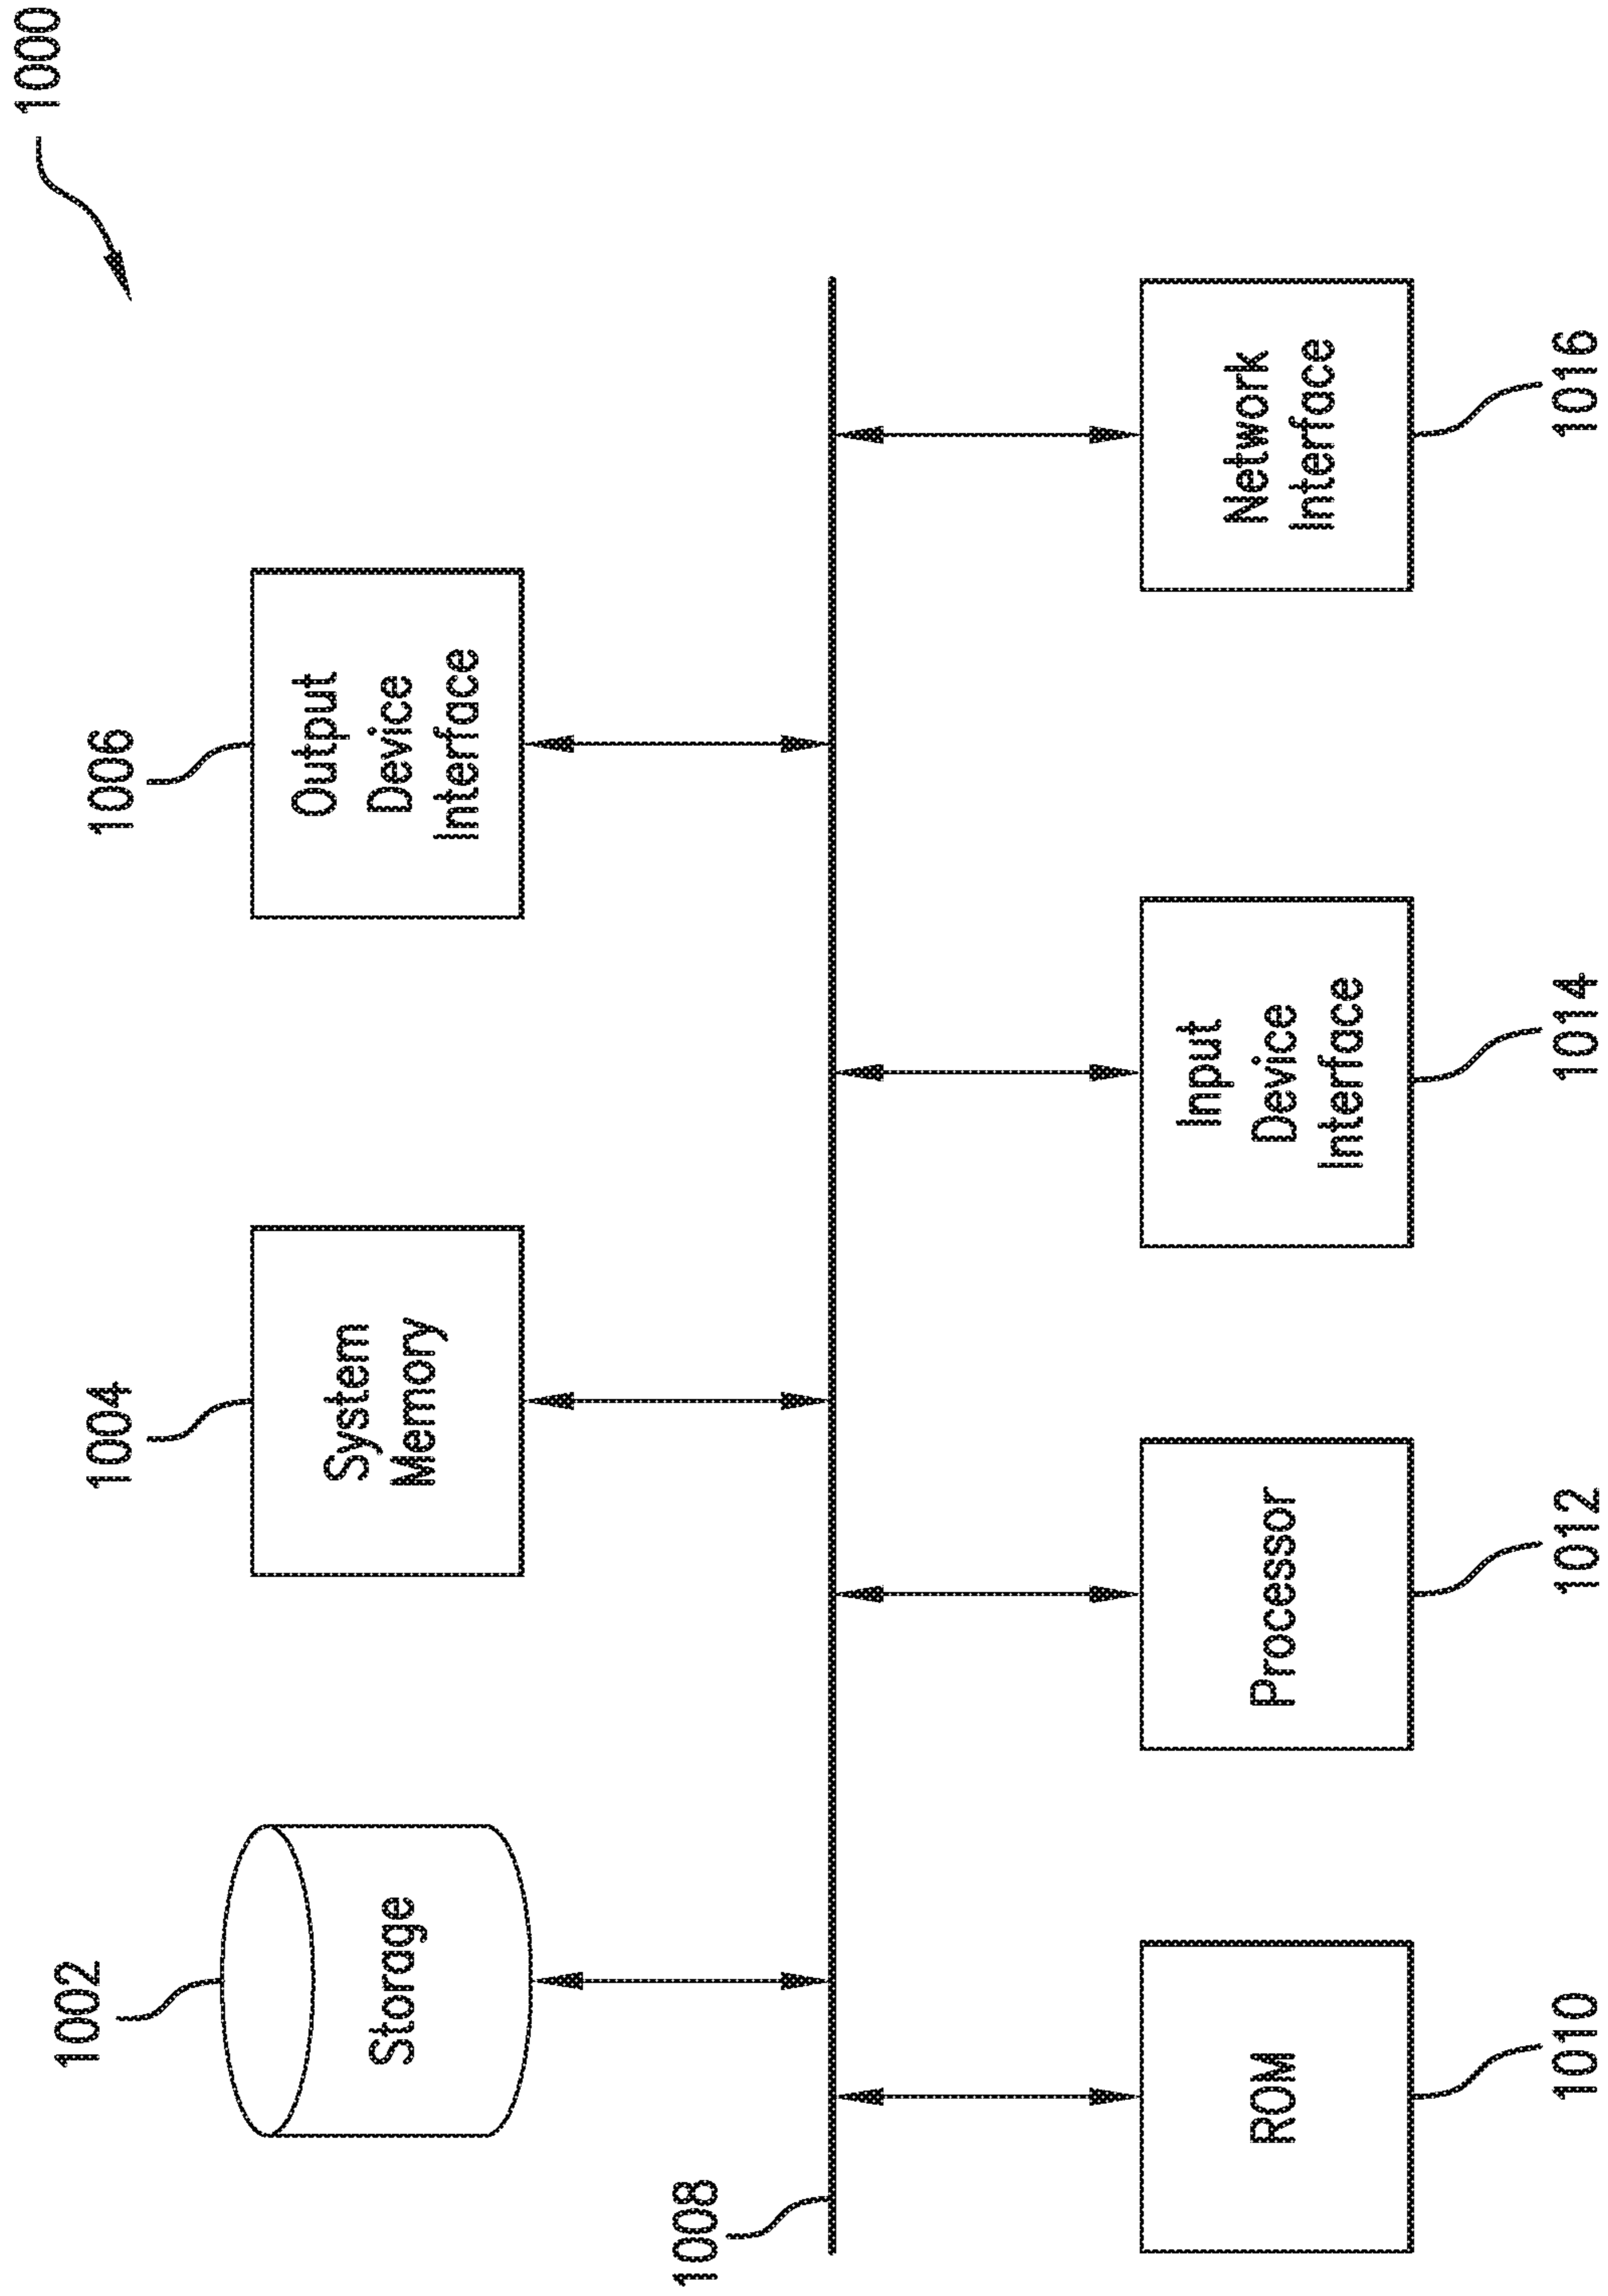 1000
1002
1004
1006
Storage
System
Memory
Output
Device
Interface
1008
ROM
Processor
Input
Device
Interface
Network
Interface
1010
1012
1014
1016